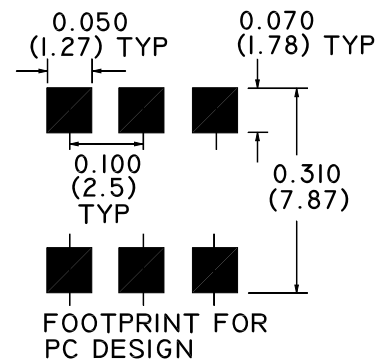 0.050
(1.27) TYP
0.070
(1.78) TYP
0.100
(2.5)
TYP
0.310
(7.87)
FOOTPRINT FOR
PC DESIGN